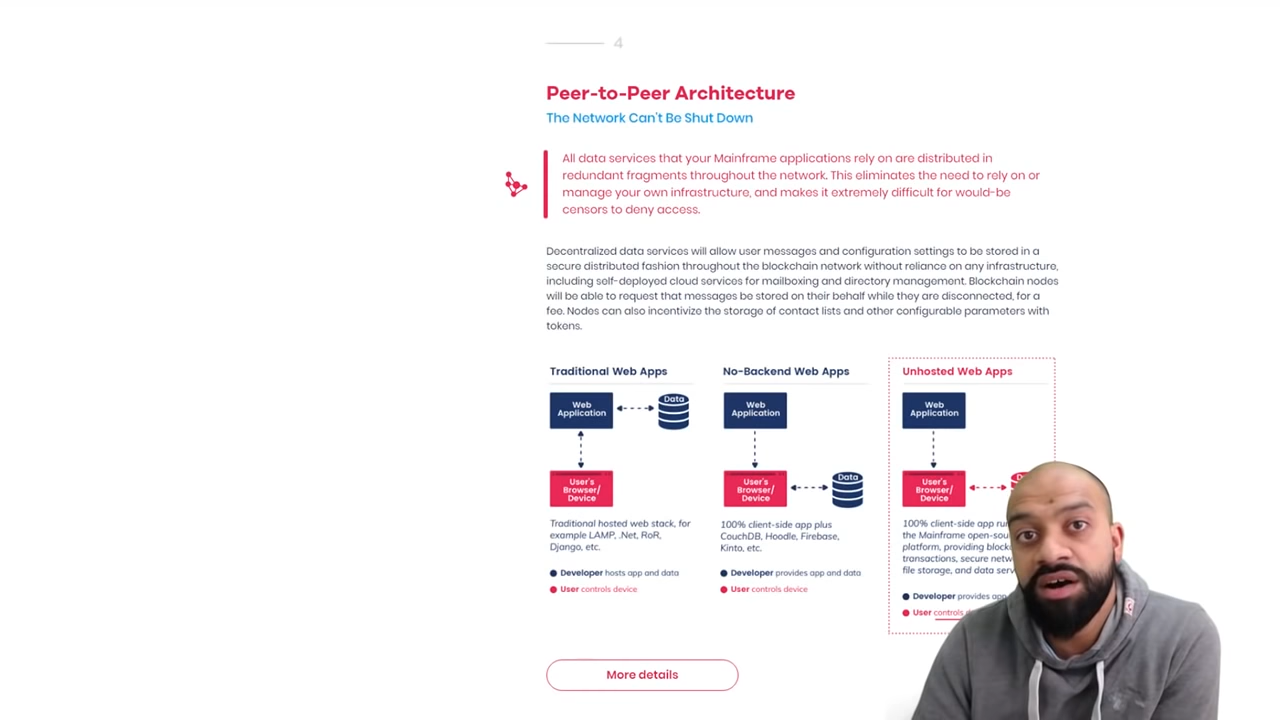 4
Peer-to-Peer Architecture
The Network Can't Be Shut Down
All data services that your Mainframe applications rely on are distributed in
redundant fragments throughout the network. This eliminates the need to rely on or
manage your own infrastructure, and makes it extremely difficult for would-be
censors to deny access.
Decentralized data services will allow user messages and configuration settings to be stored in a
secure distributed fashion throughout the blockchain network without reliance on any infrastructure,
including self-deployed cloud services for mailboxing and directory management. Blockchain nodes
will be able to request that messages be stored on their behalf while they are disconnected, for a
fee. Nodes can also incentivize the storage of contact lists and other configurable parameters with
tokens.
Traditional Web Apps
Web
Application
Data
User's
Browser/
Device
Traditional hosted web stack, for
example LAMP, .Net, RoR,
Django, etc.
Developer hosts app and data
User controls device
No-Backend Web Apps
Web
Application
User's
Browser/
Device
Data
100% client-side app plus
CouchDB, Hoodle, Firebase,
Kinto, etc.
Developer provides app and data
User controls device
Unhosted Web Apps
Web
Application
User's
Browser/
Device
100% client-side app
the Mainframe
platform, providing
transactions, secure
file storage, and data
Developer provides app
User controls
More details